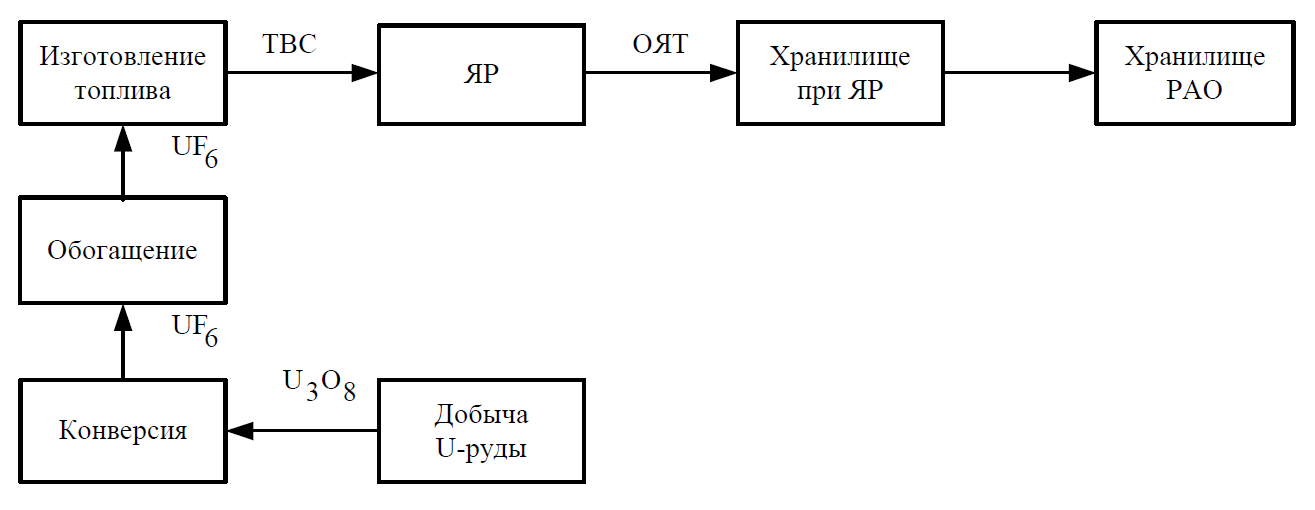 Изготовление
топлива
ТВС
ЯР
ОЯТ
Хранилище
при ЯР
Хранилище
РАО
UF6
Обогащение
UF6
Конверсия
U3O8
Добыча
U-руды